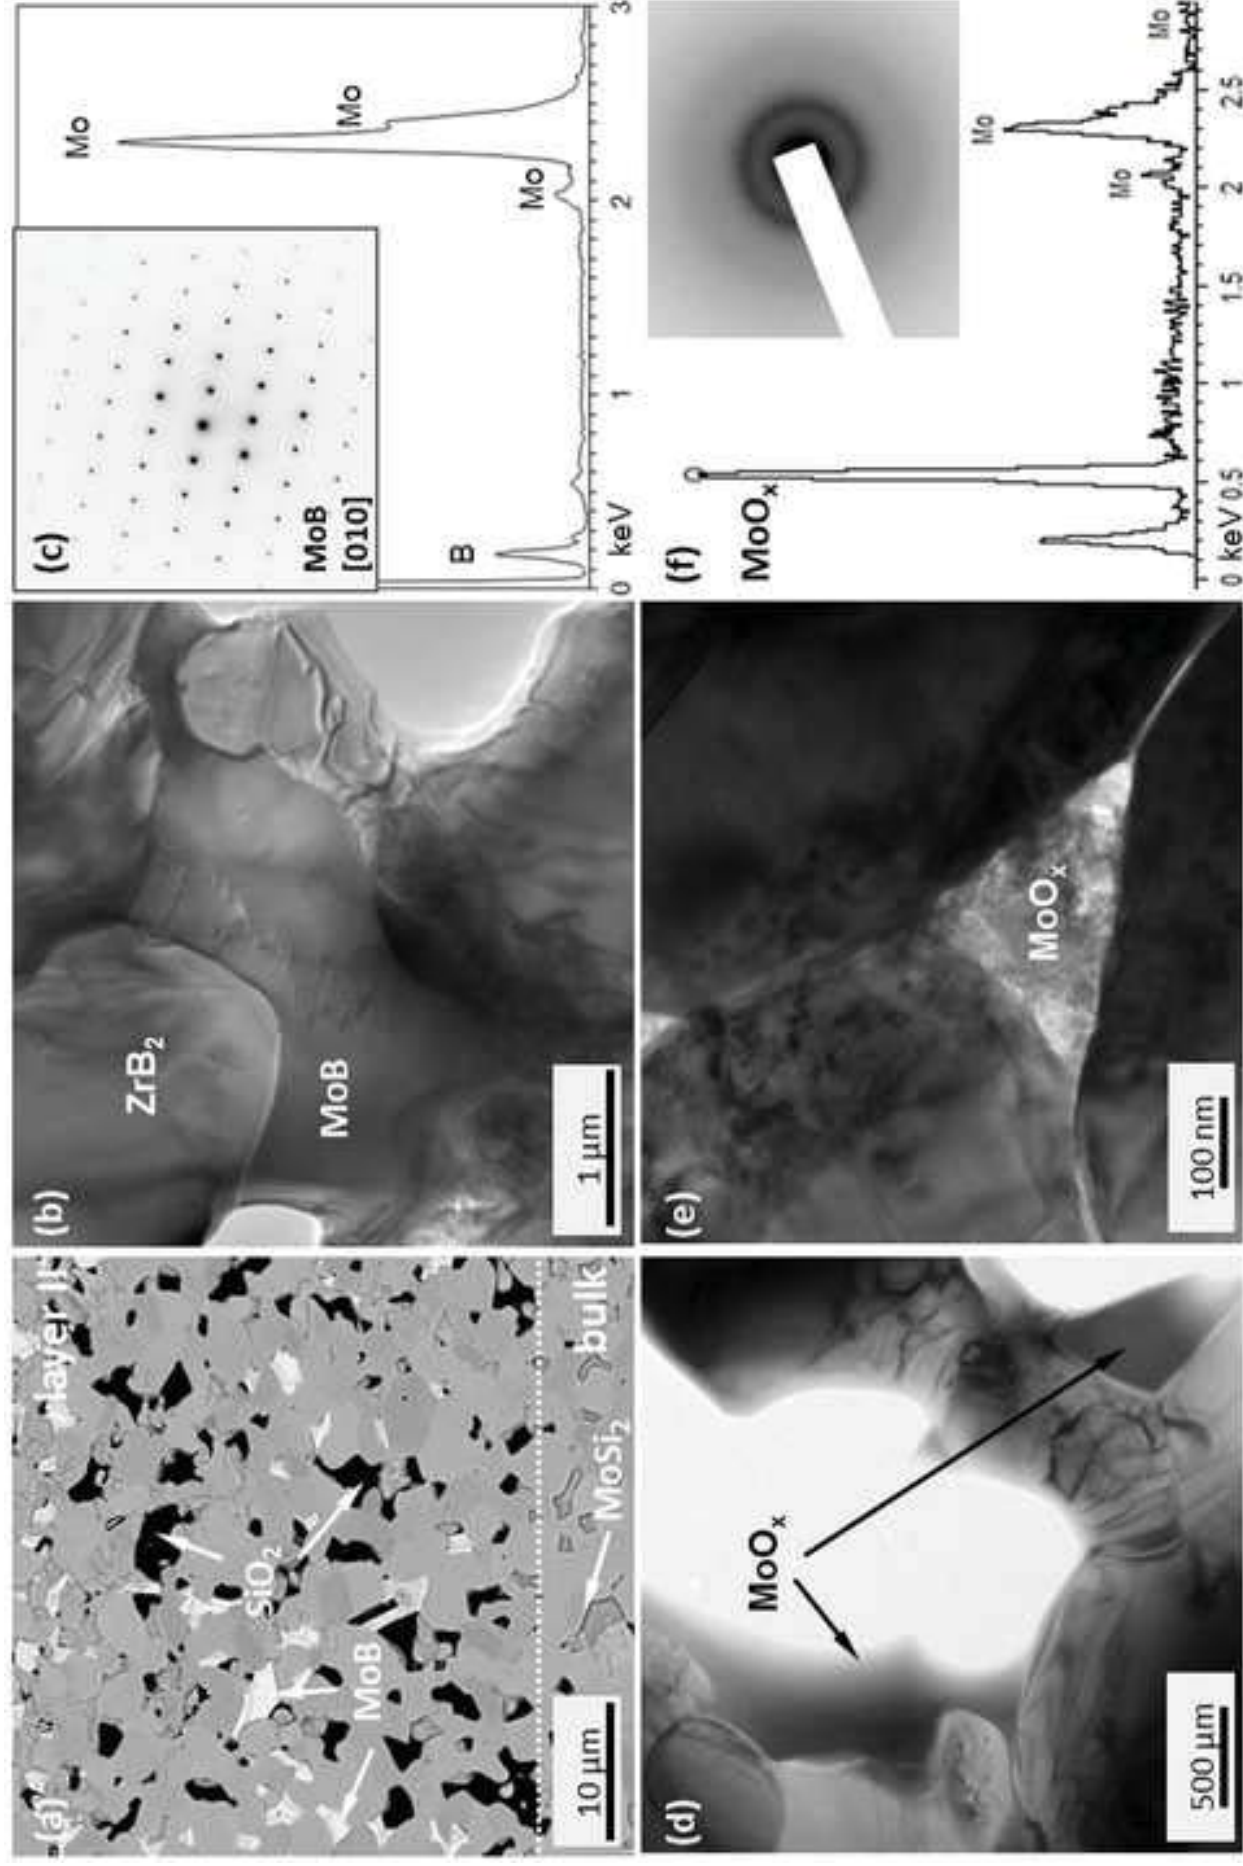 (a)
layer III
SiO2
MoB
MoSi2
bulk
10 µm
(b)
ZrB2
MoB
1 µm
(c)
MoB
[010]
B
Mo
Mo
Mo
0 keV 1 2 3
(d)
MoOx
500 µm
(e)
MoOx
100 nm
(f)
MoOx
Mo
Mo
Mo
0 keV 0.5 1 1.5 2 2.5